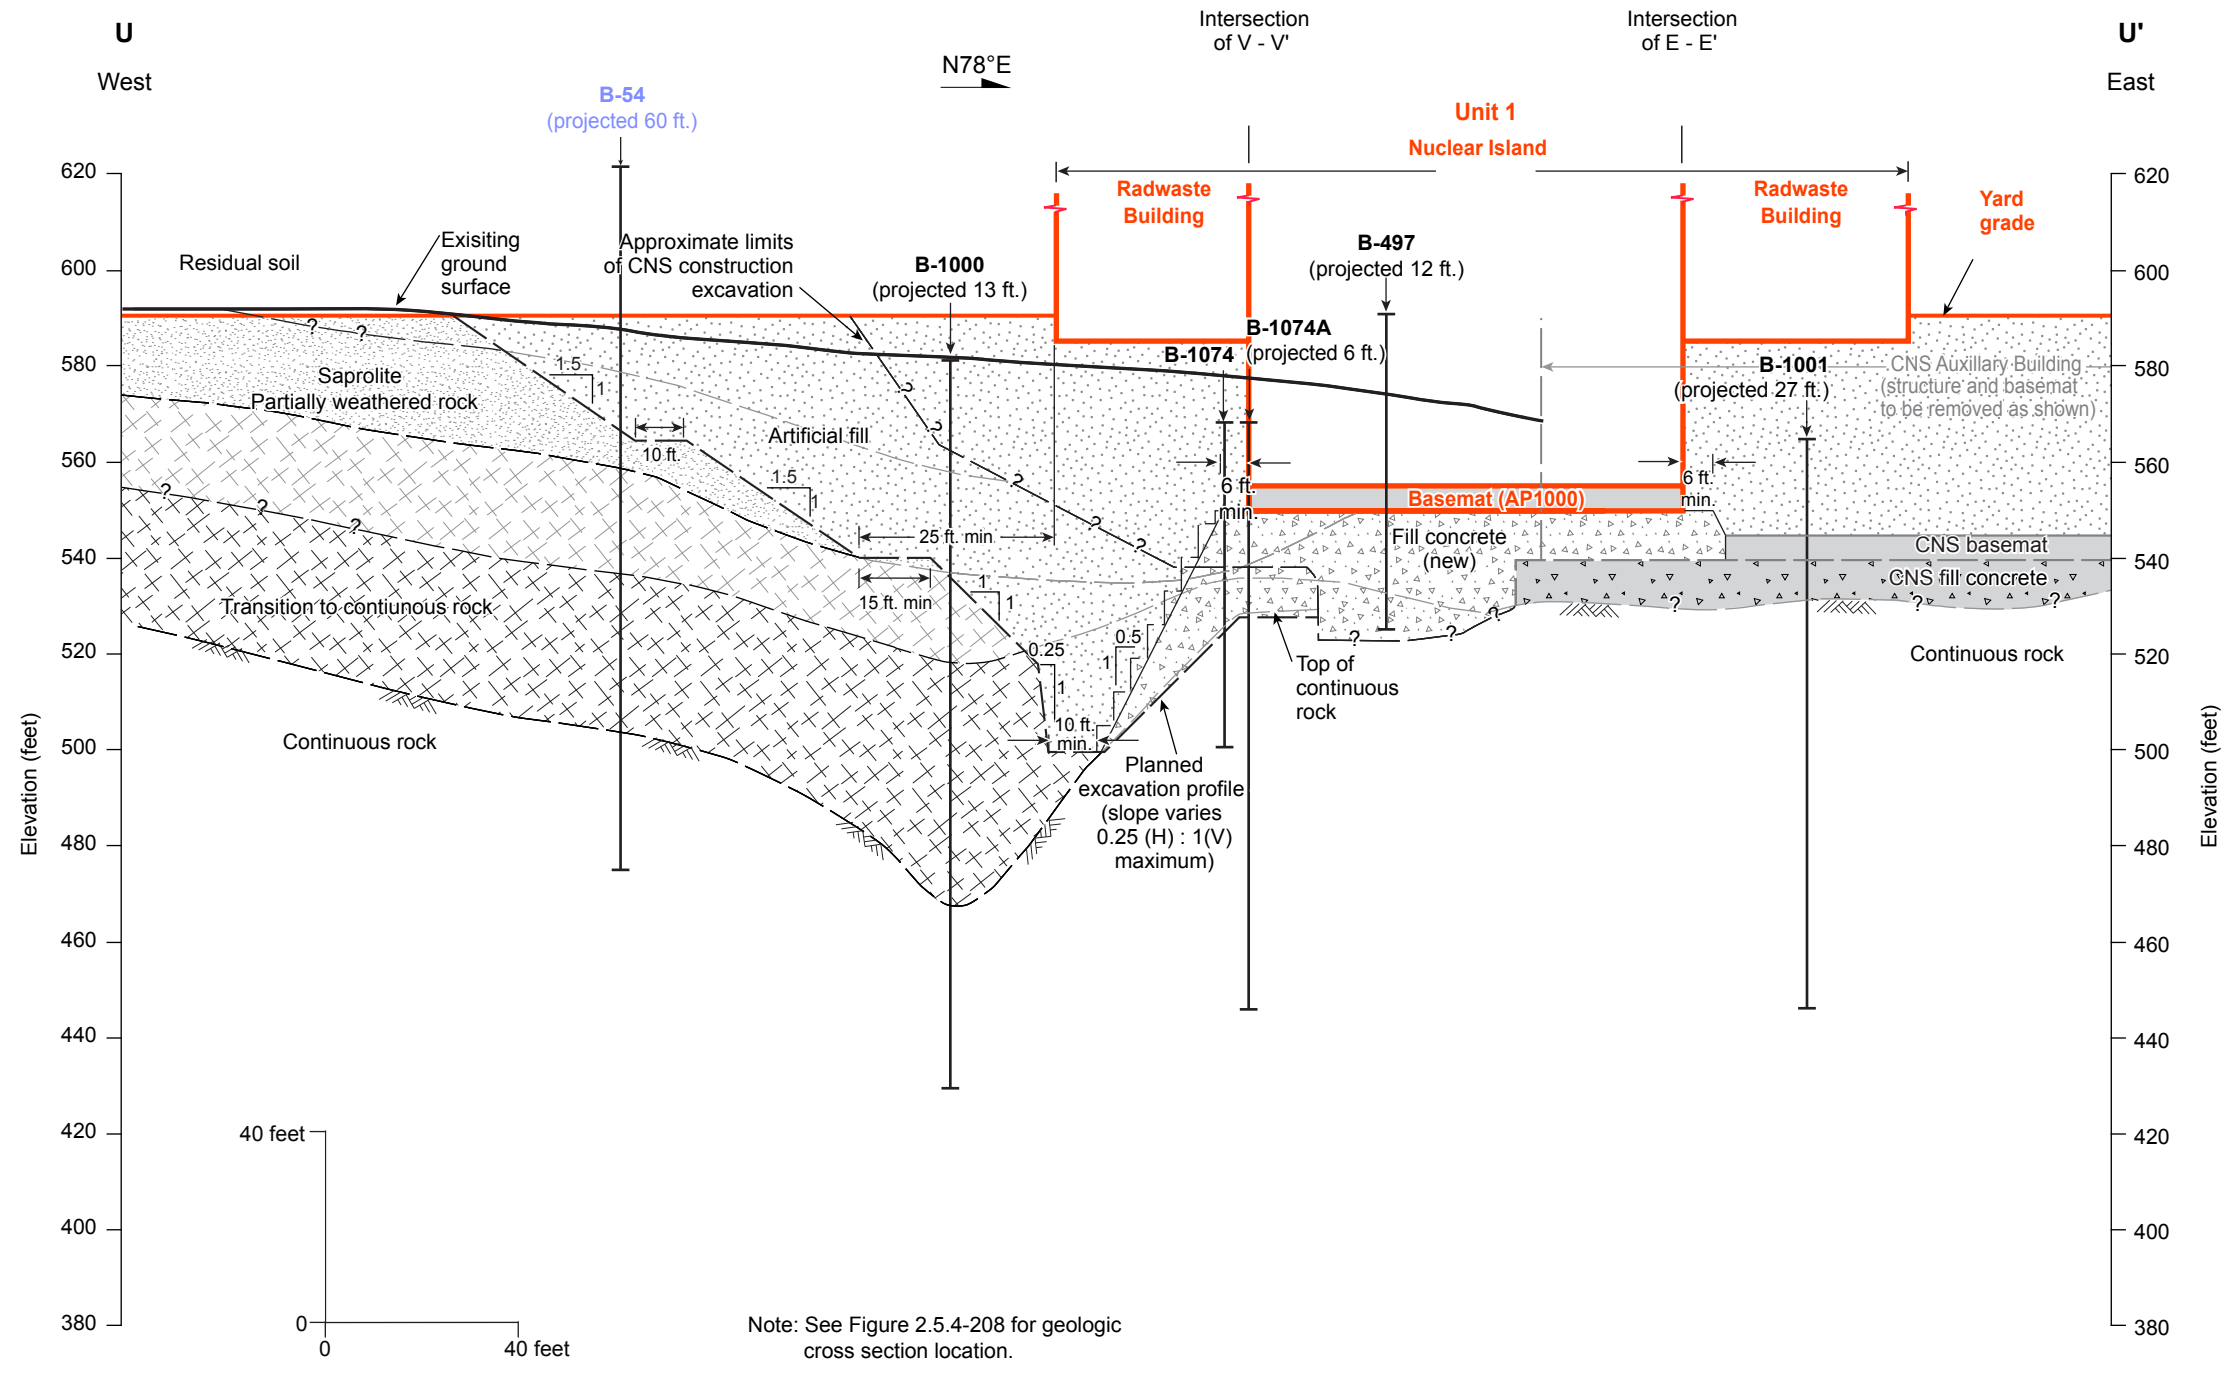 U
West
N78°E
Intersection
of V - V'
Intersection
of E - E'
U'
East
B-54
(projected 60 ft.)
Unit 1
Nuclear Island
Radwaste
Building
Radwaste
Building
Yard
grade
620
600
580
560
540
520
500
480
460
440
420
400
380
Elevation (feet)
Residual soil
Exisiting
ground
surface
Approximate limits
of CNS construction
excavation
B-1000
(projected 13 ft.)
B-497
(projected 12 ft.)
B-1074A
(projected 6 ft.)
B-1074
B-1001
(projected 27 ft.)
CNS Auxillary Building
(structure and basemat
to be removed as shown)
? ?
Saprolite
Partially weathered rock
1.5
1
10 ft.
Artificial fill
1.5
1
? ? ? ? ?
6 ft.
min.
6 ft.
min.
Basemat (AP1000)
25 ft. min.
15 ft. min
Fill concrete
(new)
CNS basemat
CNS fill concrete
? ? ?
Transition to contiunous rock
1
1
0.25
1
0.5
1
10 ft.
min.
? ? ? ? ? ?
Top of
continuous
rock
Continuous rock
Continuous rock
Planned
excavation profile
(slope varies
0.25 (H) : 1(V)
maximum)
620
600
580
560
540
520
500
480
460
440
420
400
380
Elevation (feet)
40 feet
0
0
40 feet
Note: See Figure 2.5.4-208 for geologic
cross section location.